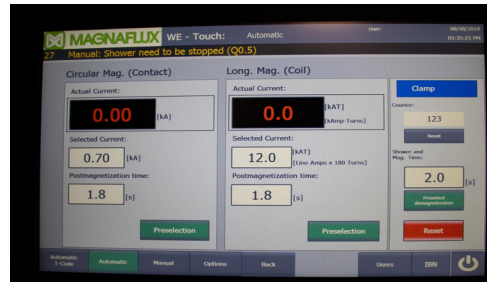 MAGNAFLUX WE - Touch: Automatic User: 08/08/2018
03:35:23 PM
27 Manual: Shower need to be stopped (Q0.5)
Circular Mag. (Contact)
Actual Current:
0.00 [kA]
Selected Current:
0.70 [kA]
Postmagnetization time:
1.8 [s]
Preselection
Long. Mag. (Coil)
Actual Current:
0.0 [kAT]
[kAmp-Turns]
Selected Current:
12.0 [kAT]
[Line Amps x 180 Turns]
Postmagnetization time:
1.8 [s]
Preselection
Clamp
Counter:
123
Reset
Shower and
Mag. Time:
2.0 [s]
Preselect
demagnetization
Reset
Automatic
T-Code
Automatic
Manual
Options
Back
Users
IBN